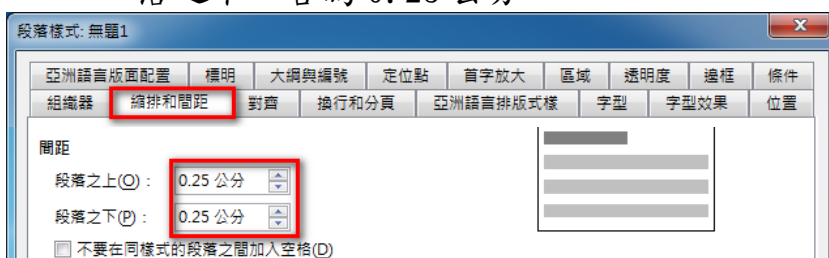 段落樣式: 無題1
亞洲語言版面配置 標明 大綱與編號 定位點 首字放大 區域 透明度 邊框 條件
組織器 縮排和間距 對齊 換行和分頁 亞洲語言排版式樣 字型 字型效果 位置
間距
段落之上(O)： 0.25 公分
段落之下(P)： 0.25 公分
不要在同樣式的段落之間加入空格(D)